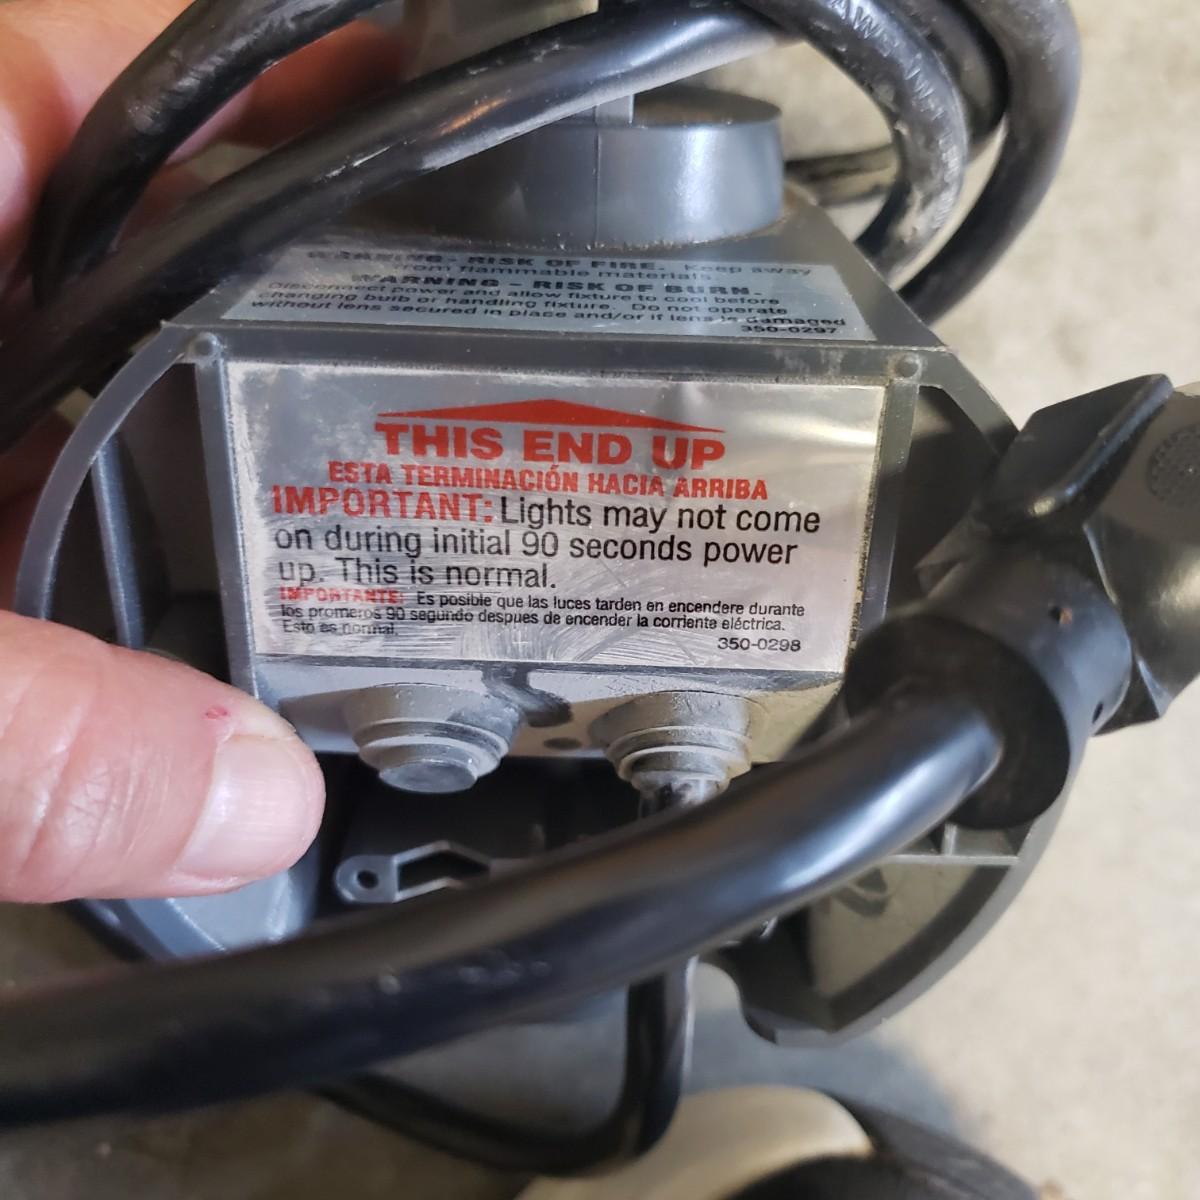 WARNING - RISK OF FIRE. Keep away
from flammable materials.
WARNING - RISK OF BURN.
Disconnect power and allow fixture to cool before
changing bulb or handling fixture. Do not operate
without lens secured in place and/or if lens is damaged
350-0297
THIS END UP
ESTA TERMINACIÓN HACIA ARRIBA
IMPORTANT: Lights may not come
on during initial 90 seconds power
up. This is normal.
IMPORTANTE: Es posible que las luces tarden en encendere durante
los promeros 90 segundo despues de encender la corriente eléctrica.
Esto es normal.
350-0298